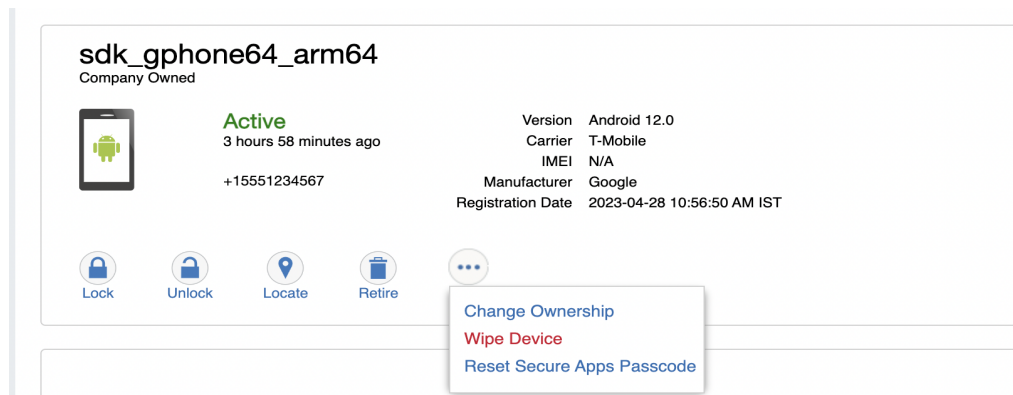 sdk_gphone64_arm64
Company Owned
Active
3 hours 58 minutes ago
+15551234567
Version Android 12.0
Carrier T-Mobile
IMEI N/A
Manufacturer Google
Registration Date 2023-04-28 10:56:50 AM IST
Lock Unlock Locate Retire
Change Ownership
Wipe Device
Reset Secure Apps Passcode